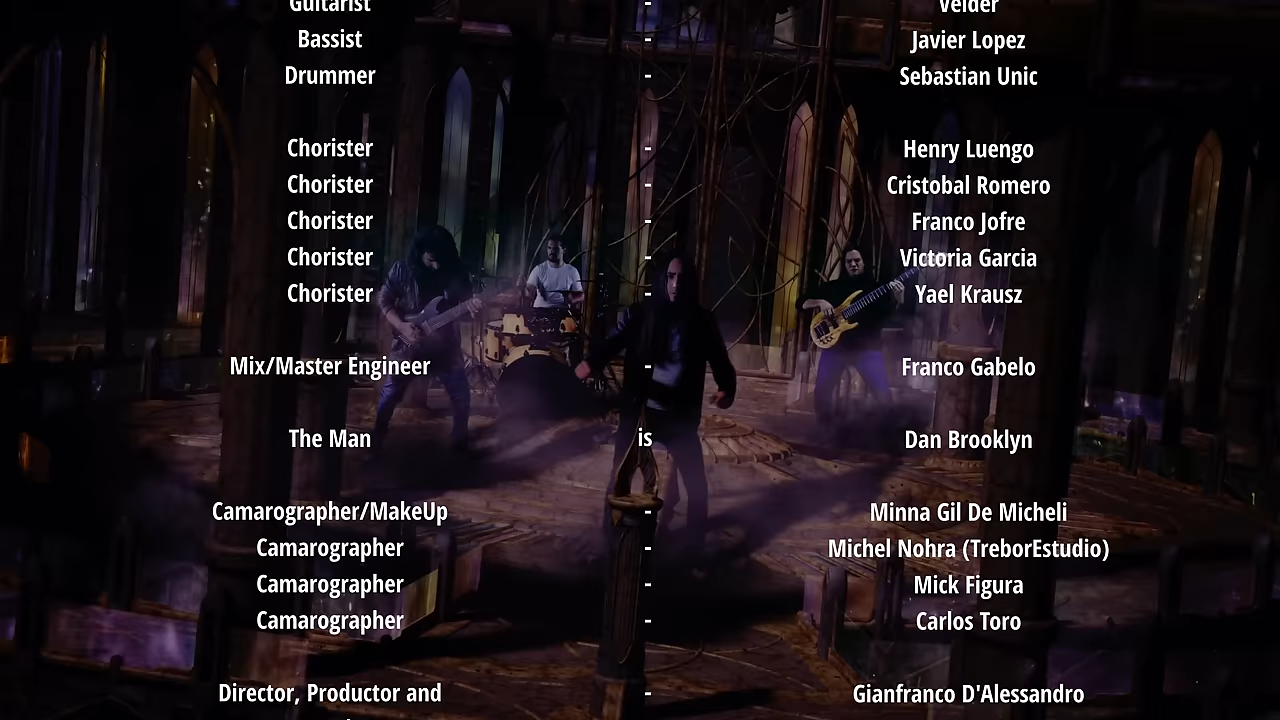 Guitarist - Velder
Bassist - Javier Lopez
Drummer - Sebastian Unic
Chorister - Henry Luengo
Chorister - Cristobal Romero
Chorister - Franco Jofre
Chorister - Victoria Garcia
Chorister - Yael Krausz
Mix/Master Engineer - Franco Gabelo
The Man is Dan Brooklyn
Camarographer/MakeUp - Minna Gil De Micheli
Camarographer - Michel Nohra (TreborEstudio)
Camarographer - Mick Figura
Camarographer - Carlos Toro
Director, Productor and - Gianfranco D'Alessandro